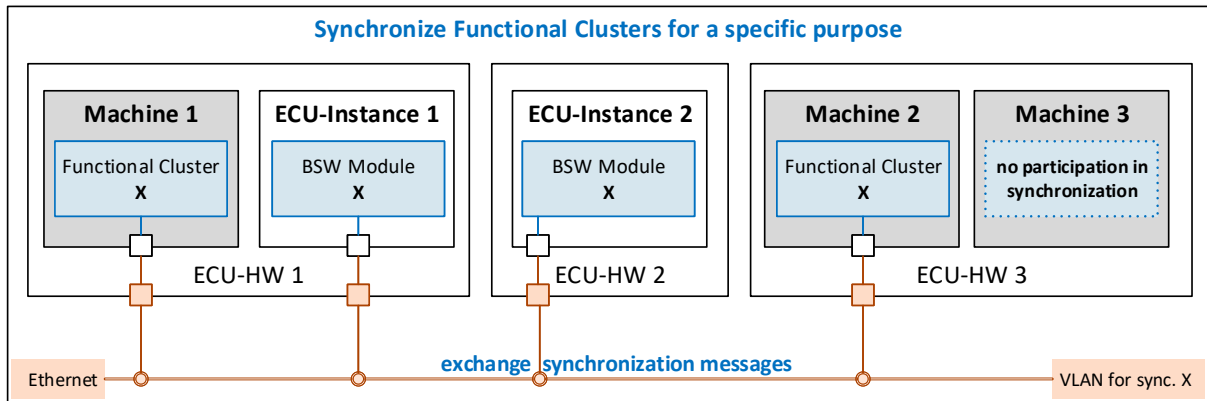 Synchronize Functional Clusters for a specific purpose
Machine 1
Functional Cluster
X
ECU-Instance 1
BSW Module
X
ECU-HW 1
ECU-Instance 2
BSW Module
X
ECU-HW 2
Machine 2
Functional Cluster
X
Machine 3
no participation in
synchronization
ECU-HW 3
Ethernet
exchange synchronization messages
VLAN for sync. X